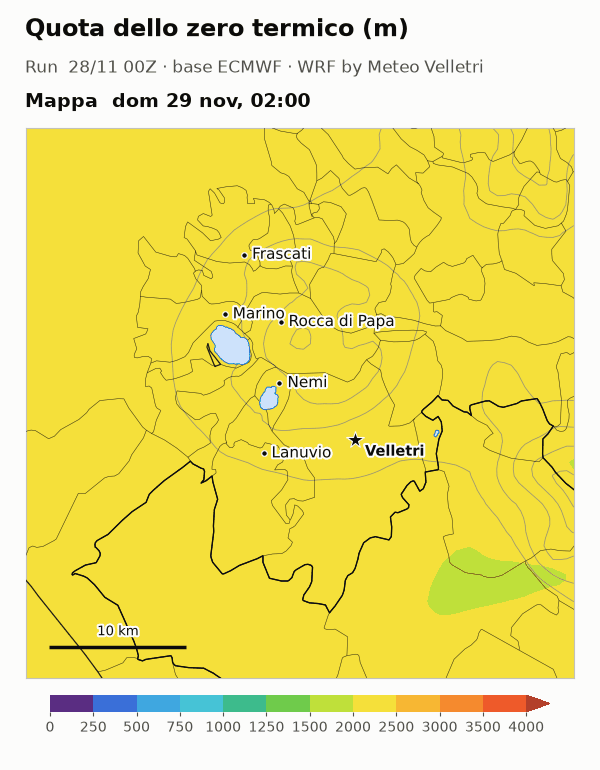 Quota dello zero termico (m)
Run  28/11 00Z · base ECMWF · WRF by Meteo Velletri
Mappa  dom 29 nov, 02:00
Frascati
Marino
Rocca di Papa
Nemi
Velletri
Lanuvio
10 km
0 250 500 750 1000 1250 1500 2000 2500 3000 3500 4000